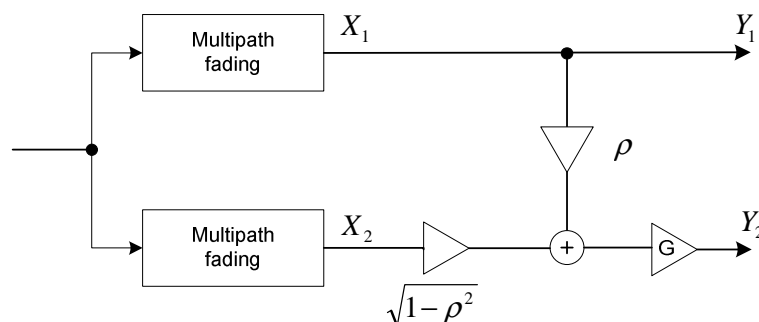 Multipath
fading
X₁
Y₁
ρ
Multipath
fading
X₂
+
G
Y₂
√(1 − ρ²)